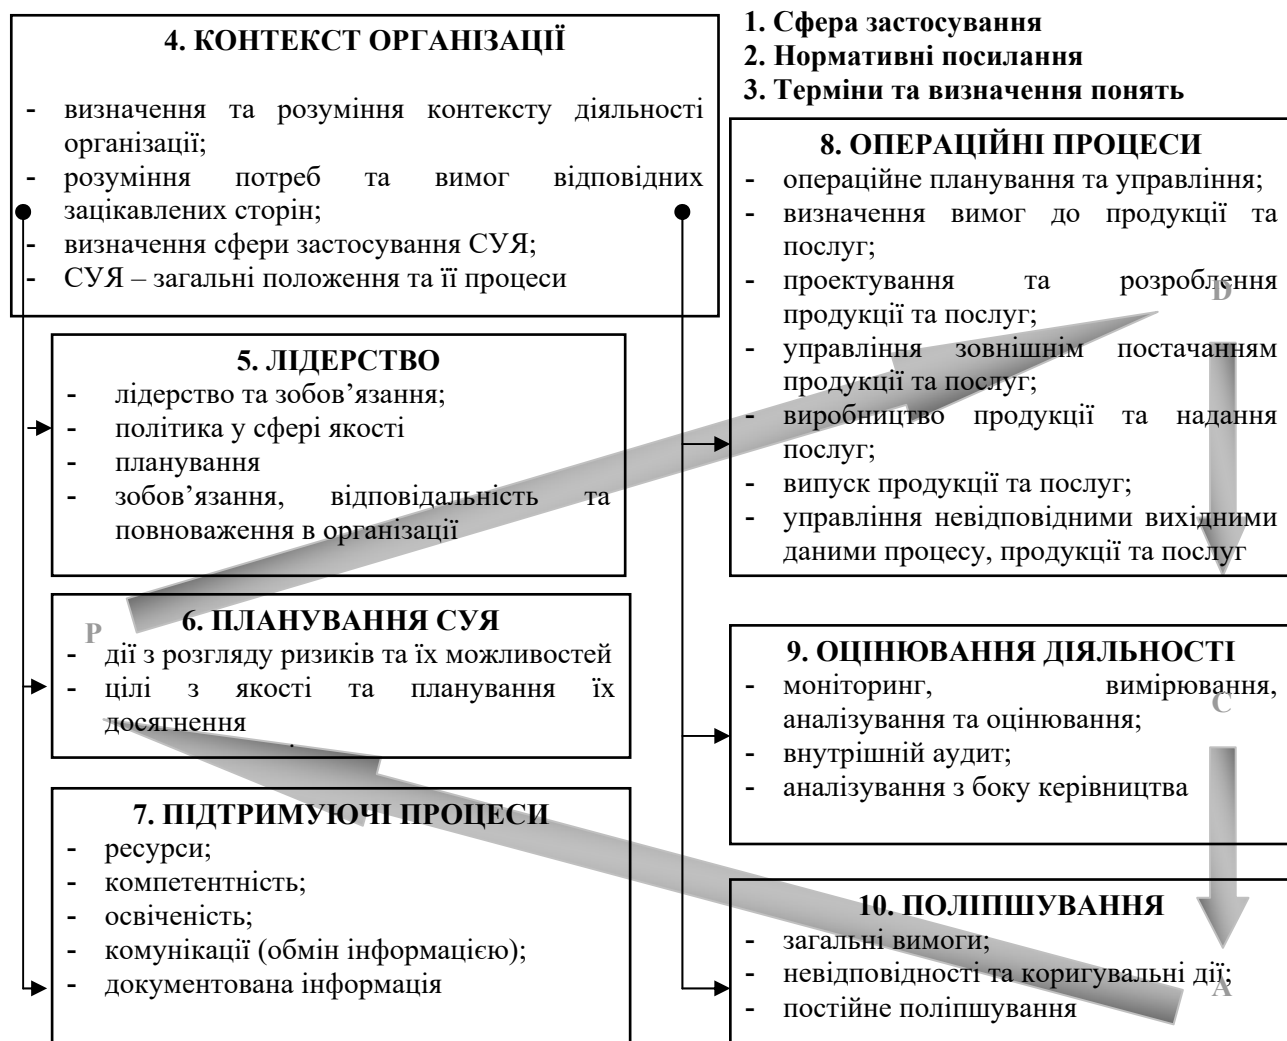 4. КОНТЕКСТ ОРГАНІЗАЦІЇ
- визначення та розуміння контексту діяльності
організації;
- розуміння потреб та вимог відповідних
зацікавлених сторін;
- визначення сфери застосування СУЯ;
- СУЯ – загальні положення та її процеси
5. ЛІДЕРСТВО
- лідерство та зобов’язання;
- політика у сфері якості
- планування
- зобов’язання, відповідальність та
повноваження в організації
P
6. ПЛАНУВАННЯ СУЯ
- дії з розгляду ризиків та їх можливостей
- цілі з якості та планування їх
досягнення
.
7. ПІДТРИМУЮЧІ ПРОЦЕСИ
- ресурси;
- компетентність;
- освіченість;
- комунікації (обмін інформацією);
- документована інформація
1. Сфера застосування
2. Нормативні посилання
3. Терміни та визначення понять
8. ОПЕРАЦІЙНІ ПРОЦЕСИ
- операційне планування та управління;
- визначення вимог до продукції та
послуг;
- проектування та розроблення
D
продукції та послуг;
- управління зовнішнім постачанням
продукції та послуг;
- виробництво продукції та надання
послуг;
- випуск продукції та послуг;
- управління невідповідними вихідними
даними процесу, продукції та послуг
9. ОЦІНЮВАННЯ ДІЯЛЬНОСТІ
- моніторинг, вимірювання,
C
аналізування та оцінювання;
- внутрішній аудит;
- аналізування з боку керівництва
10. ПОЛІПШУВАННЯ
- загальні вимоги;
- невідповідності та коригувальні дії;
A
- постійне поліпшування